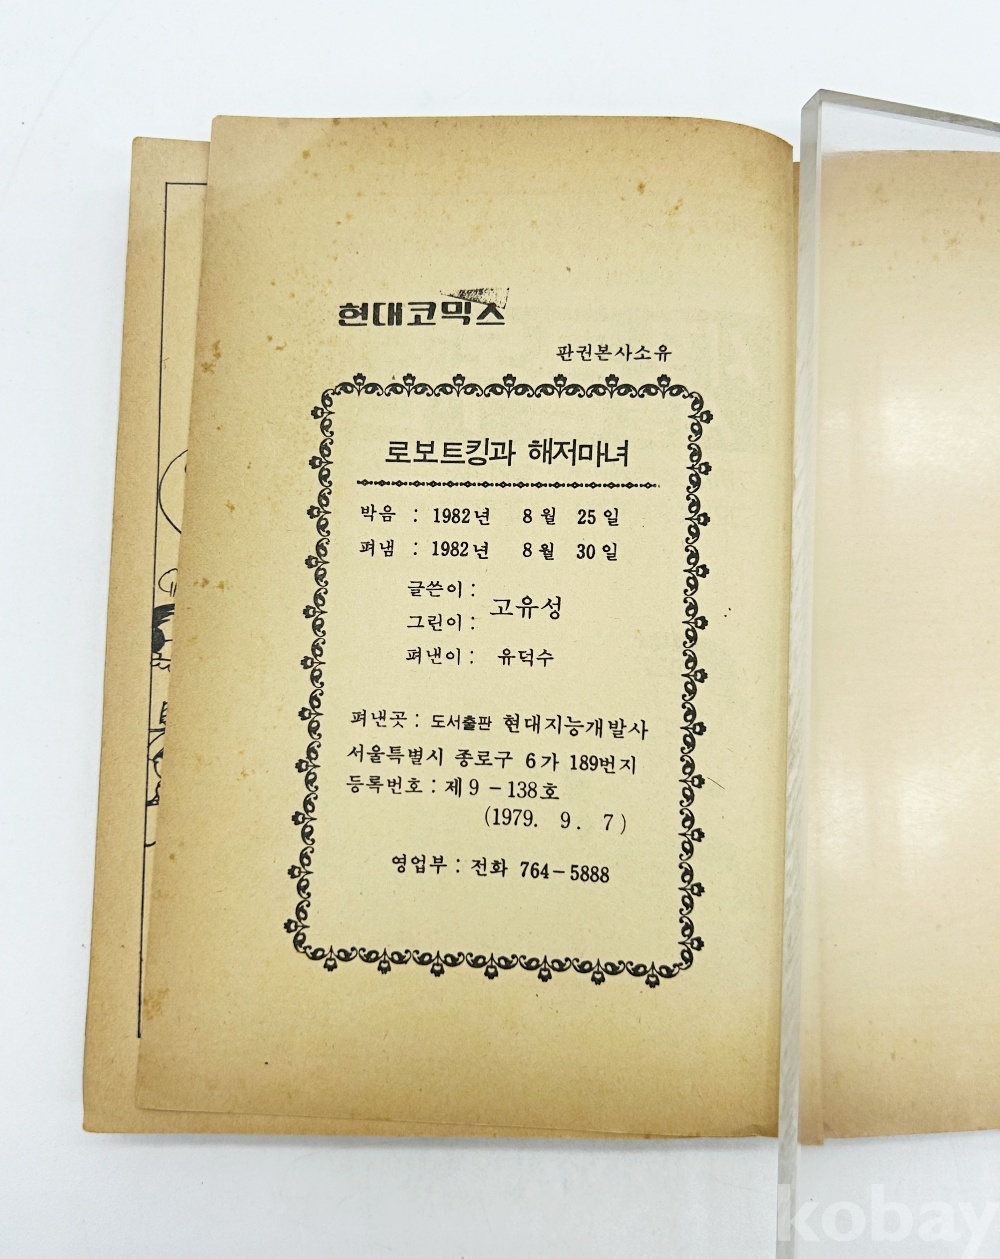 현대코믹스
판권본사소유
로보트킹과 해저마녀
박음 : 1982년 8월 25일
펴냄 : 1982년 8월 30일
글쓴이 :
그린이 : 고유성
펴낸이 : 유덕수
펴낸곳 : 도서출판 현대지능개발사
서울특별시 종로구 6가 189번지
등록번호 : 제9-138호
(1979. 9. 7)
영업부 : 전화 764-5888
kobay